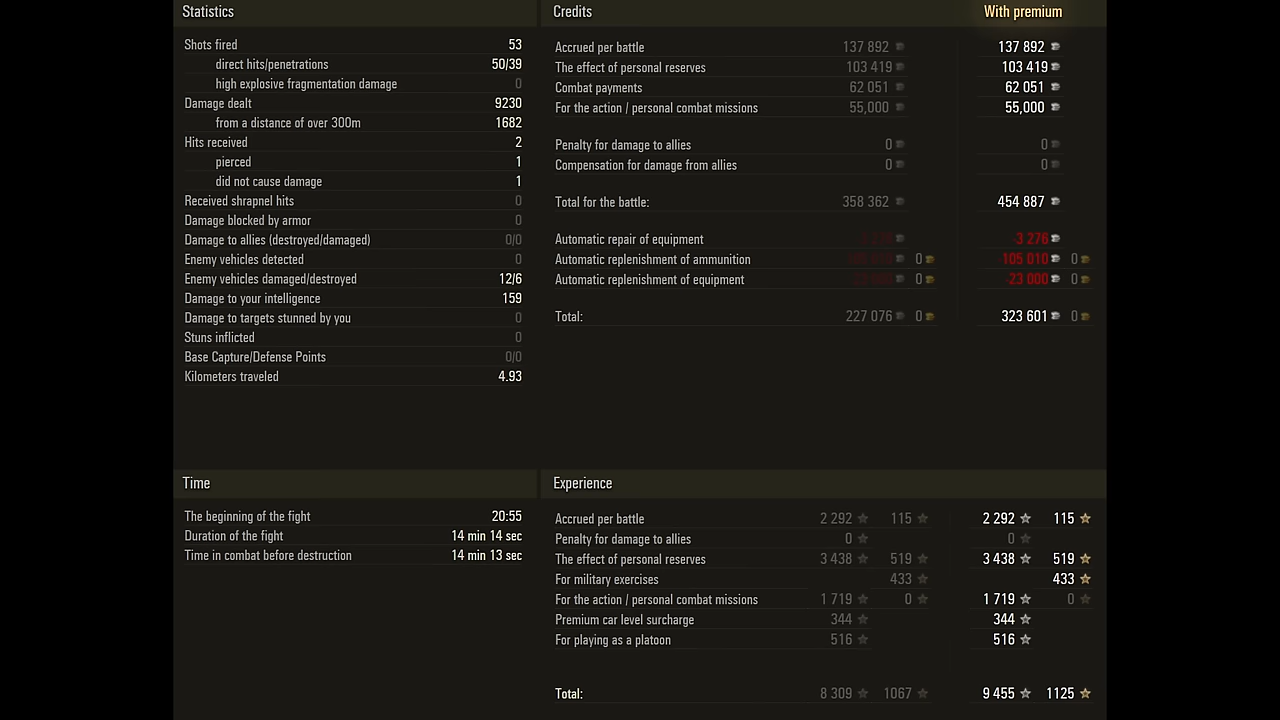 Statistics
Shots fired 53
direct hits/penetrations 50/39
high explosive fragmentation damage 0
Damage dealt 9230
from a distance of over 300m 1682
Hits received 2
pierced 1
did not cause damage 1
Received shrapnel hits 0
Damage blocked by armor 0
Damage to allies (destroyed/damaged) 0/0
Enemy vehicles detected 0
Enemy vehicles damaged/destroyed 12/6
Damage to your intelligence 159
Damage to targets stunned by you 0
Stuns inflicted 0
Base Capture/Defense Points 0/0
Kilometers traveled 4.93
Credits With premium
Accrued per battle 137 892 137 892
The effect of personal reserves 103 419 103 419
Combat payments 62 051 62 051
For the action / personal combat missions 55,000 55,000
Penalty for damage to allies 0 0
Compensation for damage from allies 0 0
Total for the battle: 358 362 454 887
Automatic repair of equipment -3 276
Automatic replenishment of ammunition 0 -105 010 0
Automatic replenishment of equipment 0 -23 000 0
Total: 227 076 0 323 601 0
Time
The beginning of the fight 20:55
Duration of the fight 14 min 14 sec
Time in combat before destruction 14 min 13 sec
Experience
Accrued per battle 2 292 115 2 292 115
Penalty for damage to allies 0 0
The effect of personal reserves 3 438 519 3 438 519
For military exercises 433 433
For the action / personal combat missions 1 719 0 1 719 0
Premium car level surcharge 344 344
For playing as a platoon 516 516
Total: 8 309 1067 9 455 1125